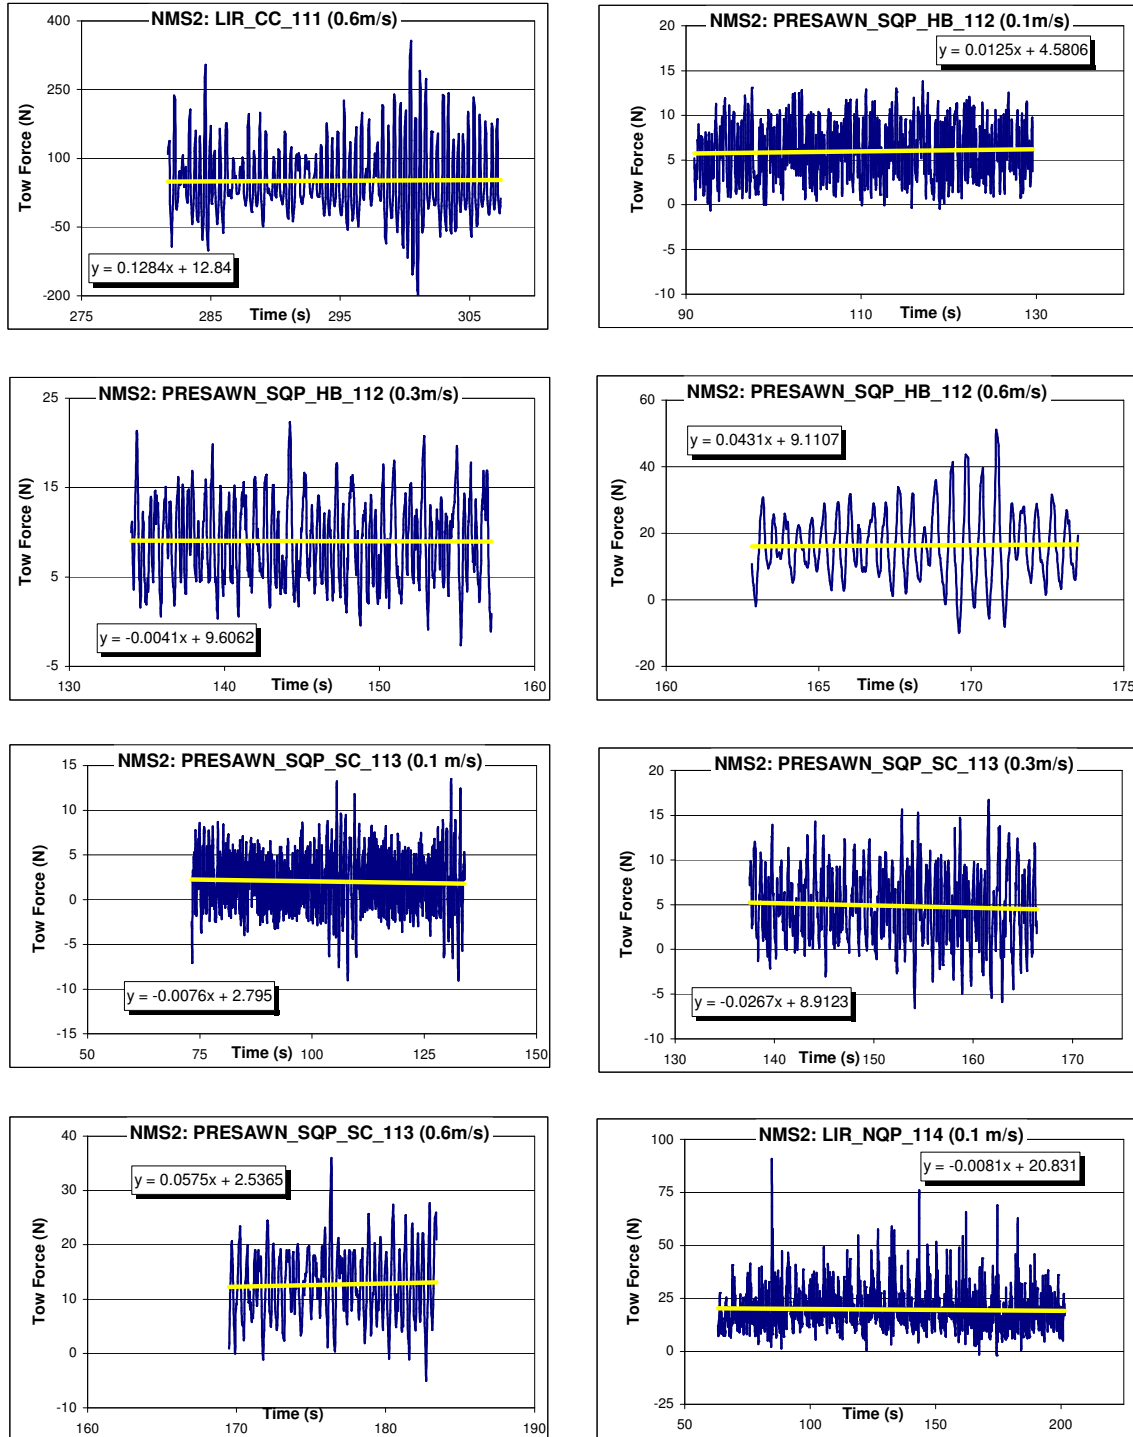 NMS2: LIR_CC_111 (0.6m/s)
400
250
100
-50
-200
Tow Force (N)
y = 0.1284x + 12.84
275 285 295 305
Time (s)
NMS2: PRESAWN_SQP_HB_112 (0.1m/s)
20
15
10
5
0
-5
-10
Tow Force (N)
y = 0.0125x + 4.5806
90 110 130
Time (s)
NMS2: PRESAWN_SQP_HB_112 (0.3m/s)
25
15
5
-5
Tow Force (N)
y = -0.0041x + 9.6062
130 140 150 160
Time (s)
NMS2: PRESAWN_SQP_HB_112 (0.6m/s)
60
40
20
0
-20
Tow Force (N)
y = 0.0431x + 9.1107
160 165 170 175
Time (s)
NMS2: PRESAWN_SQP_SC_113 (0.1 m/s)
15
10
5
0
-5
-10
-15
Tow Force (N)
y = -0.0076x + 2.795
50 75 100 125 150
Time (s)
NMS2: PRESAWN_SQP_SC_113 (0.3m/s)
20
15
10
5
0
-5
-10
Tow Force (N)
y = -0.0267x + 8.9123
130 140 150 160 170
Time (s)
NMS2: PRESAWN_SQP_SC_113 (0.6m/s)
40
30
20
10
0
-10
Tow Force (N)
y = 0.0575x + 2.5365
160 170 180 190
Time (s)
NMS2: LIR_NQP_114 (0.1 m/s)
100
75
50
25
0
-25
Tow Force (N)
y = -0.0081x + 20.831
50 100 150 200
Time (s)